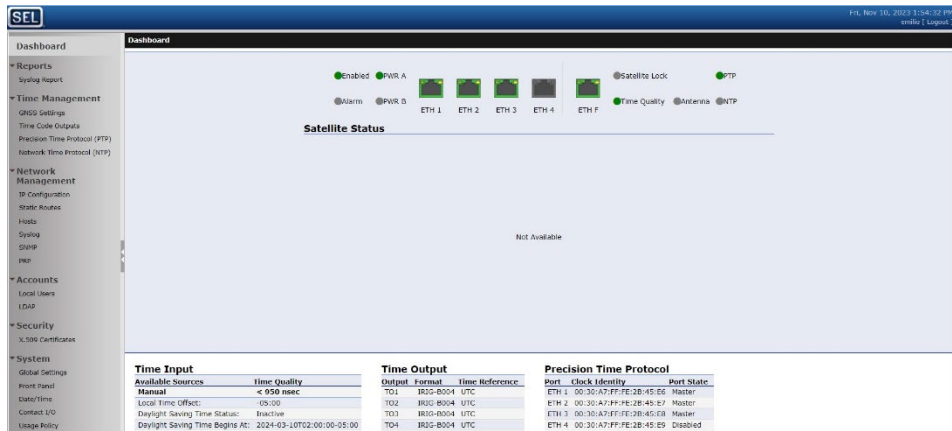 SEL
Fri, Nov 10, 2023 1:54:32 PM
emilio [ Logout ]
Dashboard
Reports
Syslog Report
Time Management
GNSS Settings
Time Code Outputs
Precision Time Protocol (PTP)
Network Time Protocol (NTP)
Network
Management
IP Configuration
Static Routes
Hosts
Syslog
SNMP
PRP
Accounts
Local Users
LDAP
Security
X.509 Certificates
System
Global Settings
Front Panel
Date/Time
Contact I/O
Usage Policy
Dashboard
Enabled PWR A Satellite Lock PTP
Alarm PWR B ETH 1 ETH 2 ETH 3 ETH 4 ETH F Time Quality Antenna NTP
Satellite Status
Not Available
Time Input
Available Sources Time Quality
Manual < 950 nsec
Local Time Offset: -05:00
Daylight Saving Time Status: Inactive
Daylight Saving Time Begins At: 2024-03-10T02:00:00-05:00
Time Output
Output Format Time Reference
TO1 IRIG-B004 UTC
TO2 IRIG-B004 UTC
TO3 IRIG-B004 UTC
TO4 IRIG-B004 UTC
Precision Time Protocol
Port Clock Identity Port State
ETH 1 00:30:A7:FF:FE:2B:45:E6 Master
ETH 2 00:30:A7:FF:FE:2B:45:E7 Master
ETH 3 00:30:A7:FF:FE:2B:45:E8 Master
ETH 4 00:30:A7:FF:FE:2B:45:E9 Disabled